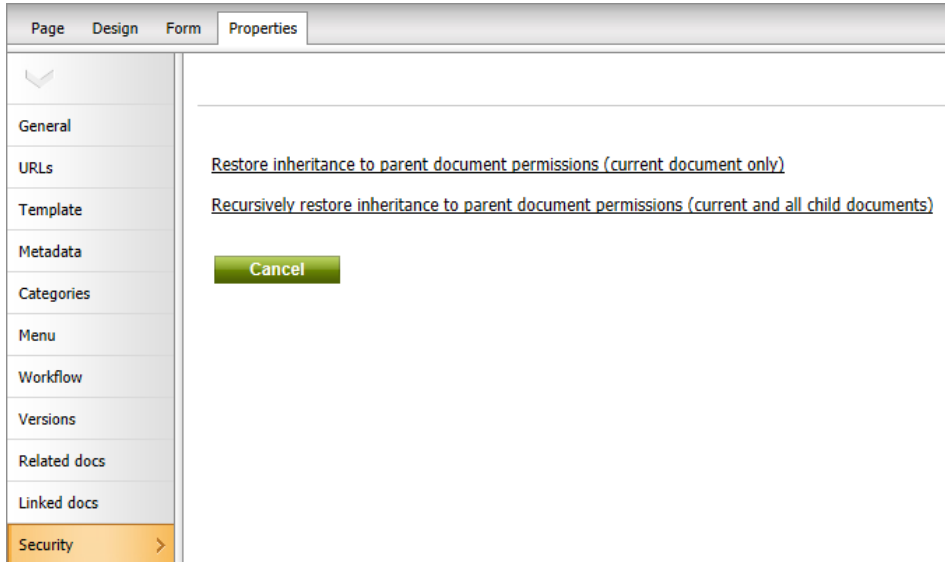 Page Design Form Properties
General
URLs
Template
Metadata
Categories
Menu
Workflow
Versions
Related docs
Linked docs
Security
Restore inheritance to parent document permissions (current document only)
Recursively restore inheritance to parent document permissions (current and all child documents)
Cancel